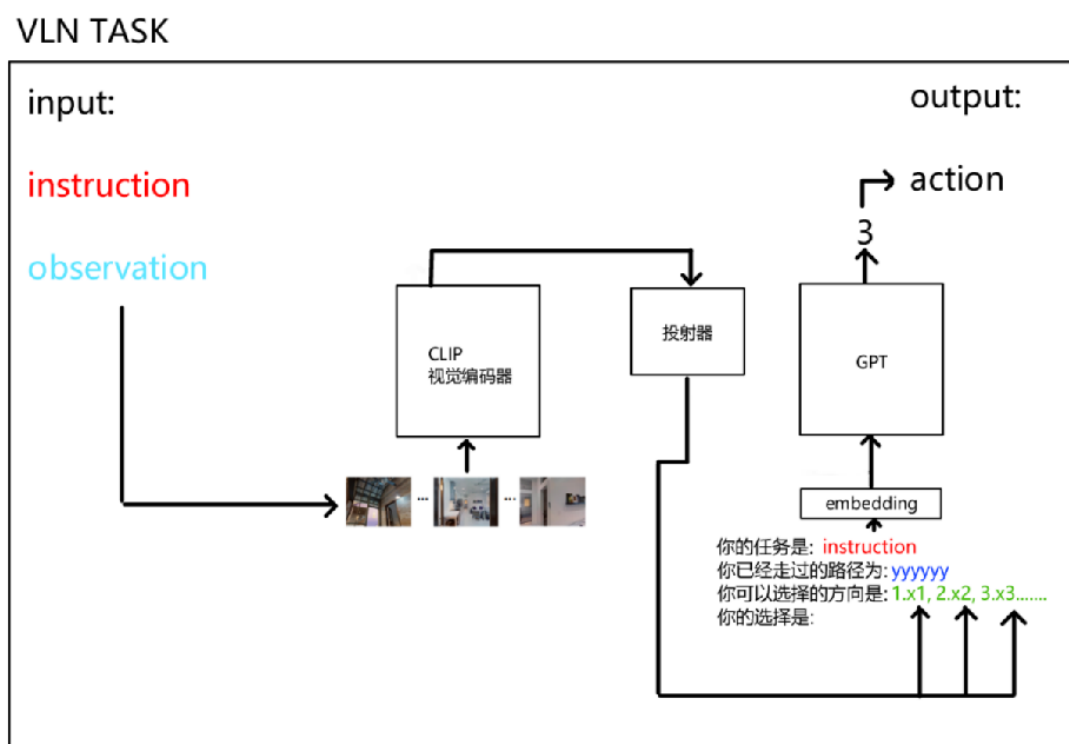 VLN TASK
input:
output:
instruction
action
observation
3
CLIP
视觉编码器
投射器
GPT
...
...
embedding
你的任务是: instruction
你已经走过的路径为: yyyyyy
你可以选择的方向是: 1.x1, 2.x2, 3.x3.......
你的选择是: